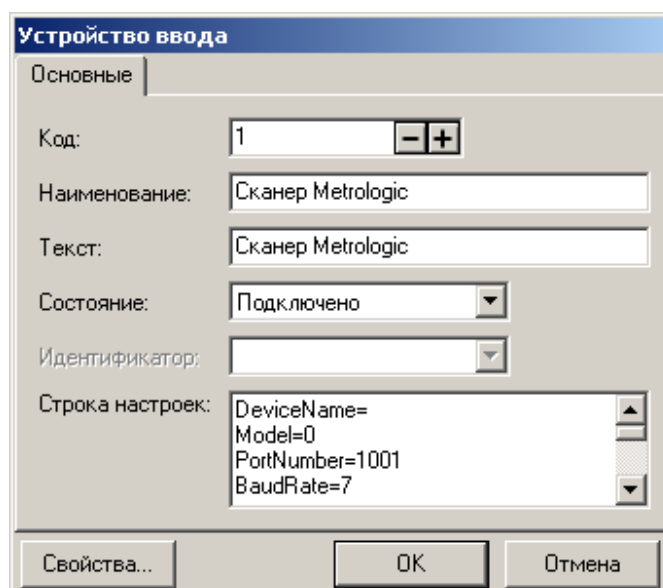 Устройство ввода
Основные
Код: 1
Наименование: Сканер Metrologic
Текст: Сканер Metrologic
Состояние: Подключено
Идентификатор:
Строка настроек: DeviceName=
Model=0
PortNumber=1001
BaudRate=7
Свойства... OK Отмена